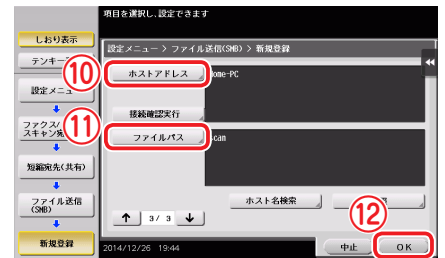 項目を選択し、設定できます
しおり表示
設定メニュー > ファイル送信(SMB) > 新規登録
テンキー
⑩
ホストアドレス
ome-PC
設定メニュー
接続確認実行
⑪
ファクス/
スキャン宛
ファイルパス
scan
短縮宛先(共有)
ファイル送信
(SMB)
ホスト名検索
⑫
↑ 3/ 3 ↓
新規登録
2014/12/26 19:44
中止
OK